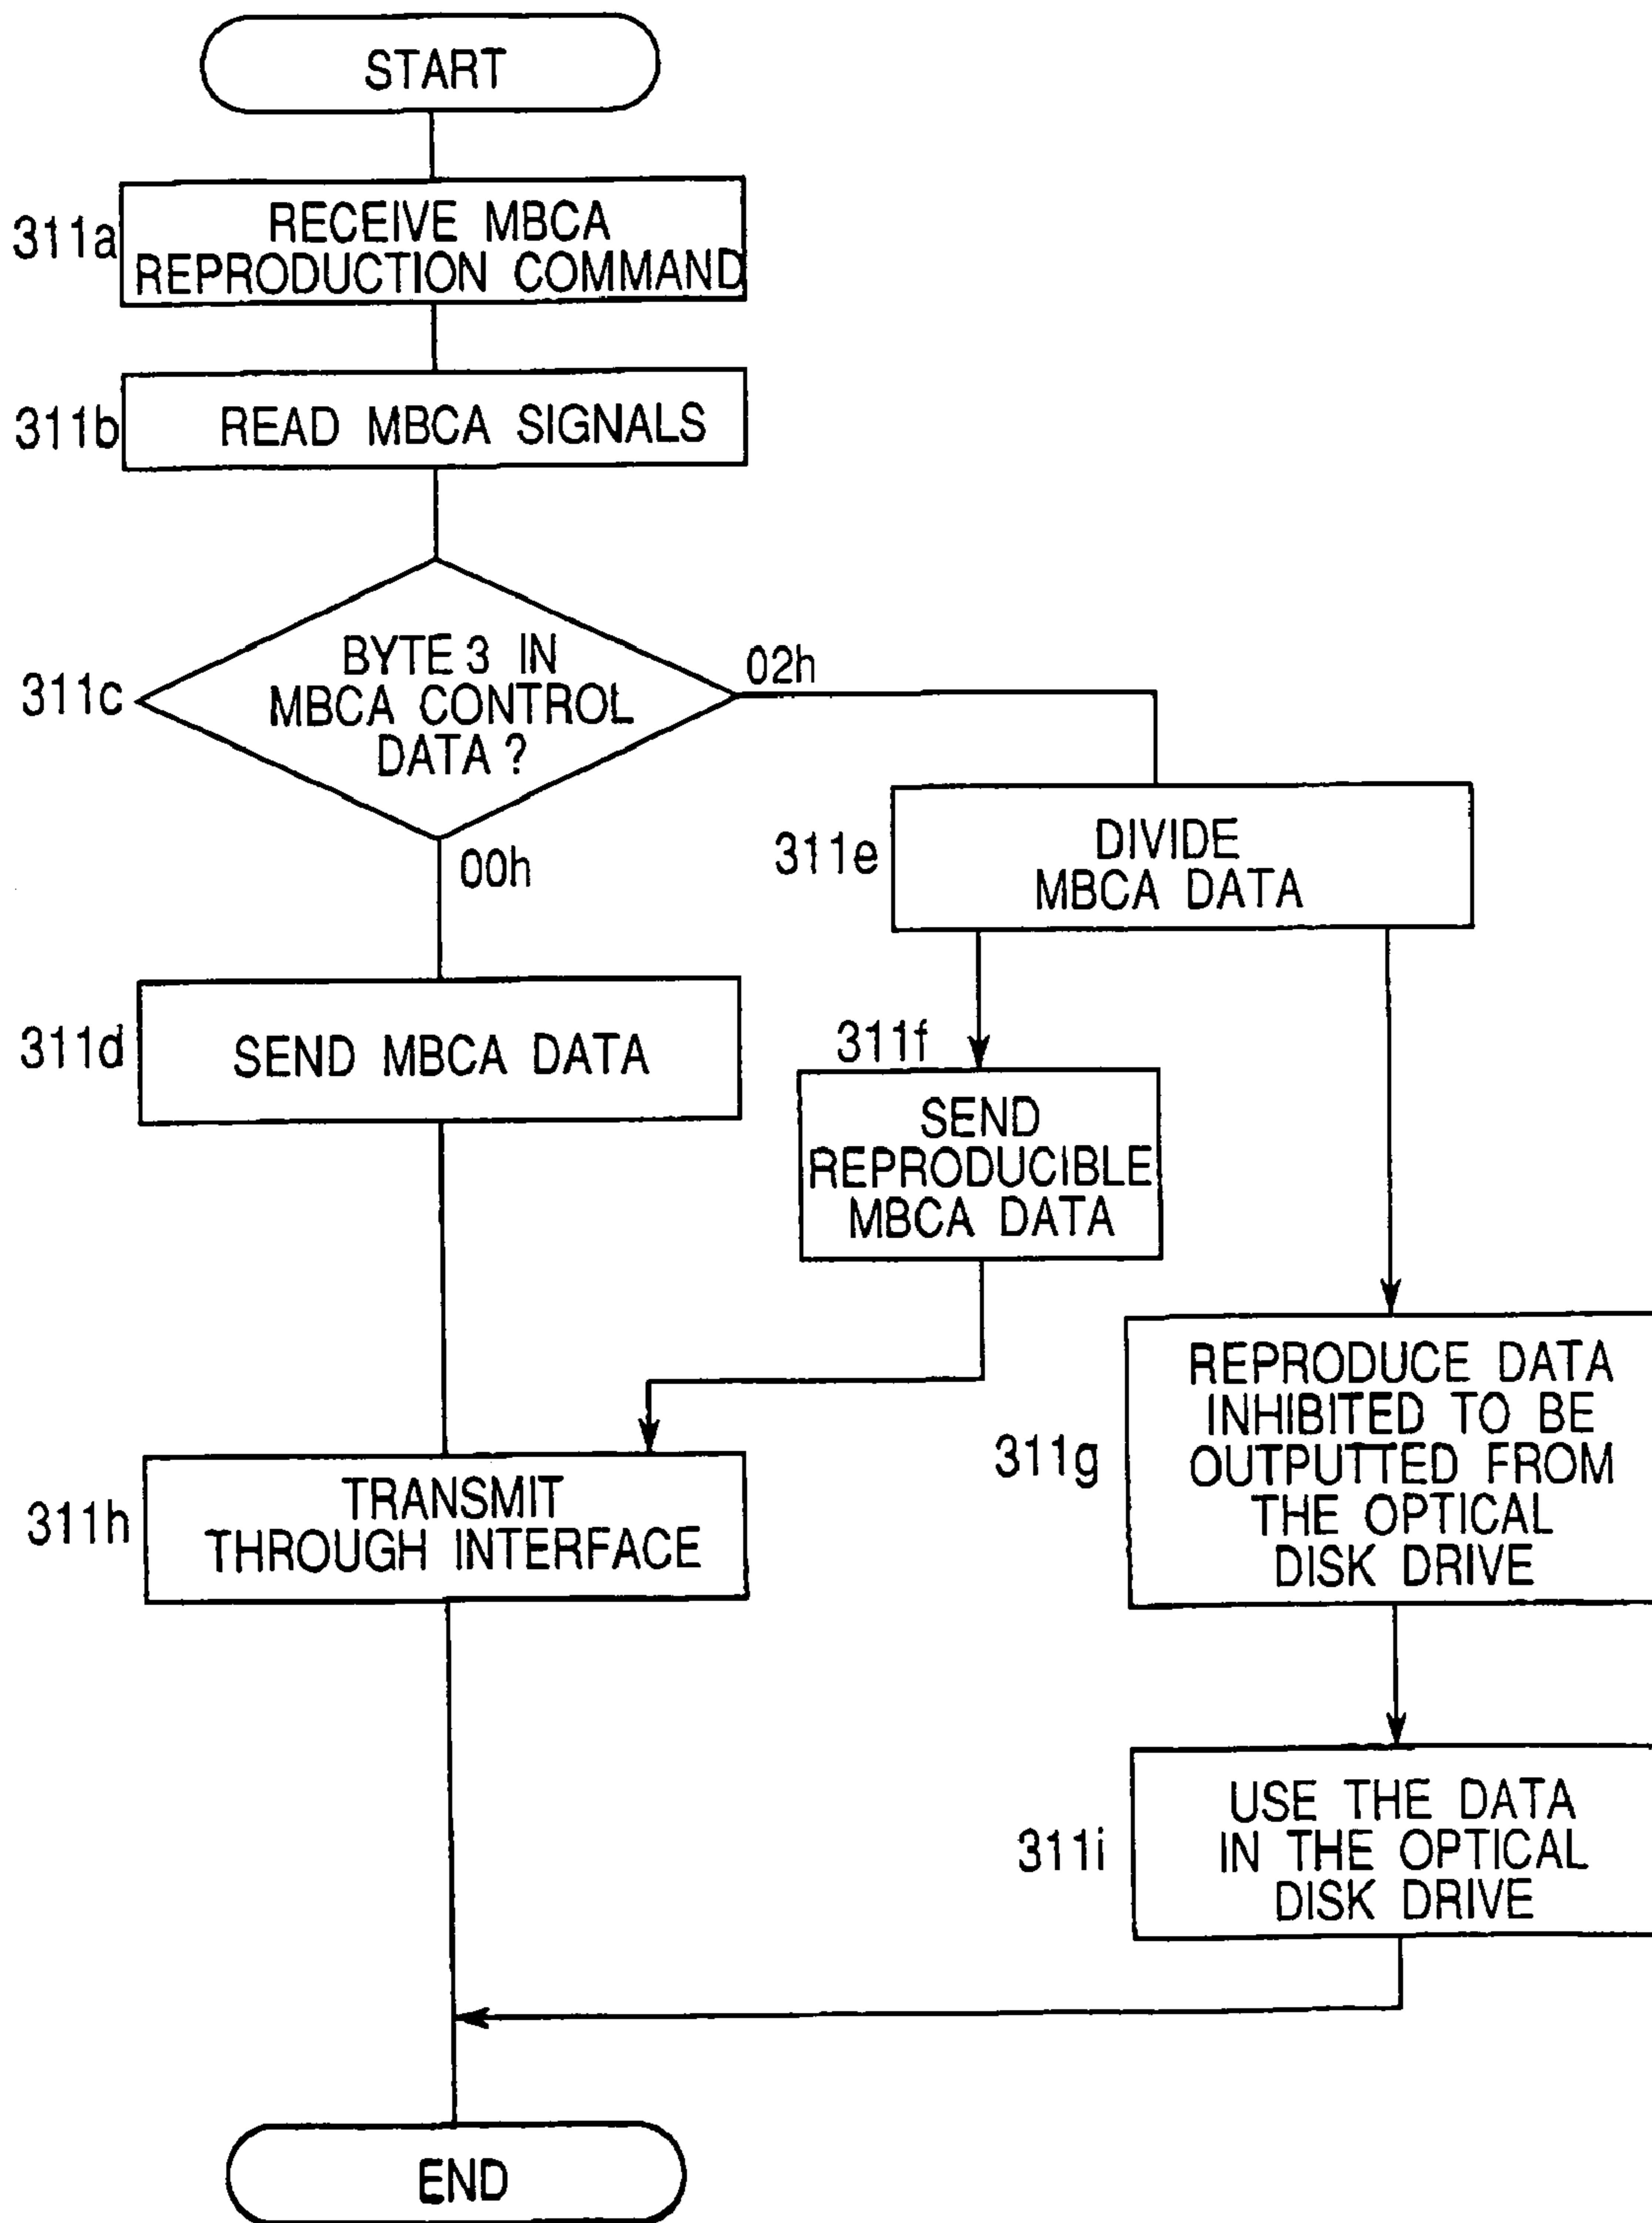 START
311a
RECEIVE MBCA
REPRODUCTION COMMAND
311b
READ MBCA SIGNALS
311c
BYTE 3 IN
MBCA CONTROL
DATA ?
02h
00h
311e
DIVIDE
MBCA DATA
311d
SEND MBCA DATA
311f
SEND
REPRODUCIBLE
MBCA DATA
311g
REPRODUCE DATA
INHIBITED TO BE
OUTPUTTED FROM
THE OPTICAL
DISK DRIVE
311h
TRANSMIT
THROUGH INTERFACE
311i
USE THE DATA
IN THE OPTICAL
DISK DRIVE
END